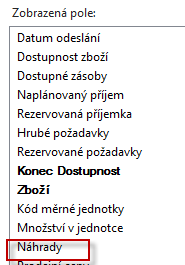 Zobrazená pole:
Datum odeslání
Dostupnost zboží
Dostupné zásoby
Naplánovaný příjem
Rezervovaná příjemka
Hrubé požadavky
Rezervované požadavky
Konec Dostupnost
Zboží
Kód měrné jednotky
Množství v jednotce
Náhrady